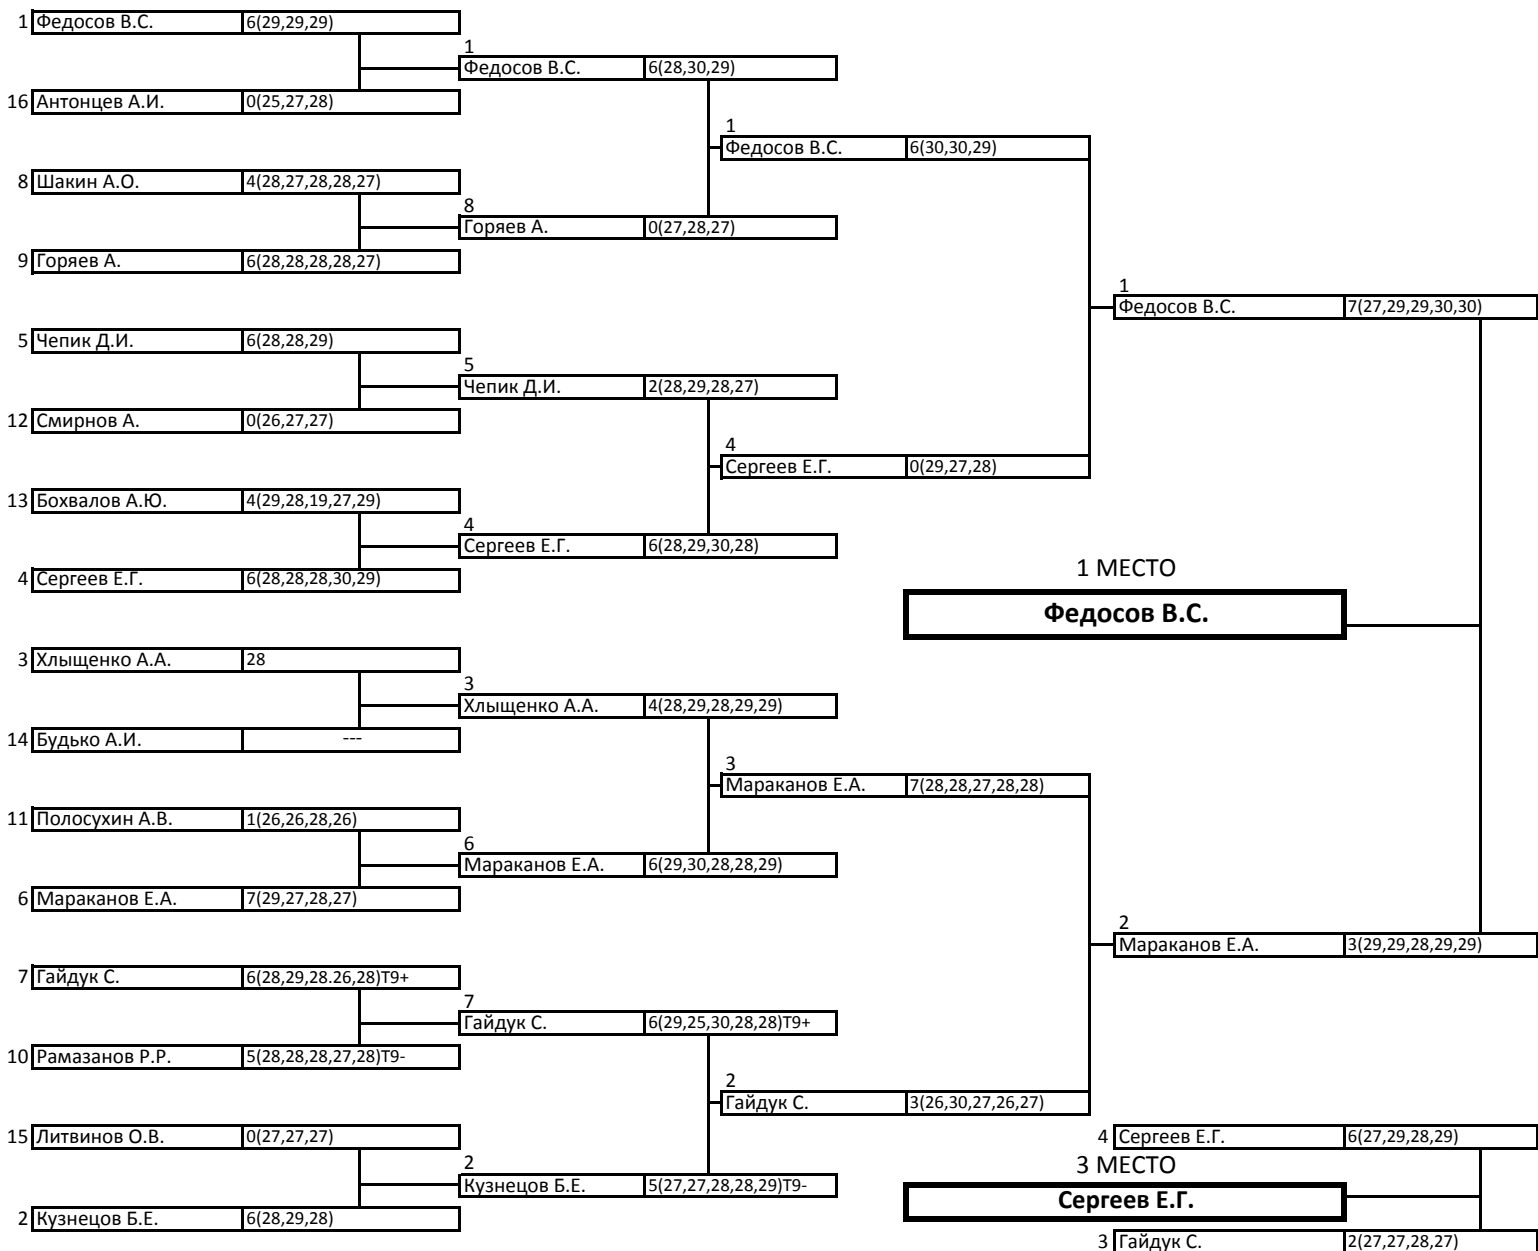 1 Федосов В.С. 6(29,29,29)
1
Федосов В.С. 6(28,30,29)
16 Антонцев А.И. 0(25,27,28)
1
Федосов В.С. 6(30,30,29)
8 Шакин А.О. 4(28,27,28,28,27)
8
Горяев А. 0(27,28,27)
9 Горяев А. 6(28,28,28,28,27)
1
Федосов В.С. 7(27,29,29,30,30)
5 Чепик Д.И. 6(28,28,29)
5
Чепик Д.И. 2(28,29,28,27)
12 Смирнов А. 0(26,27,27)
4
Сергеев Е.Г. 0(29,27,28)
13 Бохвалов А.Ю. 4(29,28,19,27,29)
4
Сергеев Е.Г. 6(28,29,30,28)
4 Сергеев Е.Г. 6(28,28,28,30,29)
1 МЕСТО
Федосов В.С.
3 Хлыщенко А.А. 28
3
Хлыщенко А.А. 4(28,29,28,29,29)
14 Будько А.И. ---
3
Мараканов Е.А. 7(28,28,27,28,28)
11 Полосухин А.В. 1(26,26,28,26)
6
Мараканов Е.А. 6(29,30,28,28,29)
6 Мараканов Е.А. 7(29,27,28,27)
2
Мараканов Е.А. 3(29,29,28,29,29)
7 Гайдук С. 6(28,29,28.26,28)Т9+
7
Гайдук С. 6(29,25,30,28,28)Т9+
10 Рамазанов Р.Р. 5(28,28,28,27,28)Т9-
2
Гайдук С. 3(26,30,27,26,27)
15 Литвинов О.В. 0(27,27,27)
4 Сергеев Е.Г. 6(27,29,28,29)
2
Кузнецов Б.Е. 5(27,27,28,28,29)Т9-
3 МЕСТО
Сергеев Е.Г.
2 Кузнецов Б.Е. 6(28,29,28)
3 Гайдук С. 2(27,27,28,27)